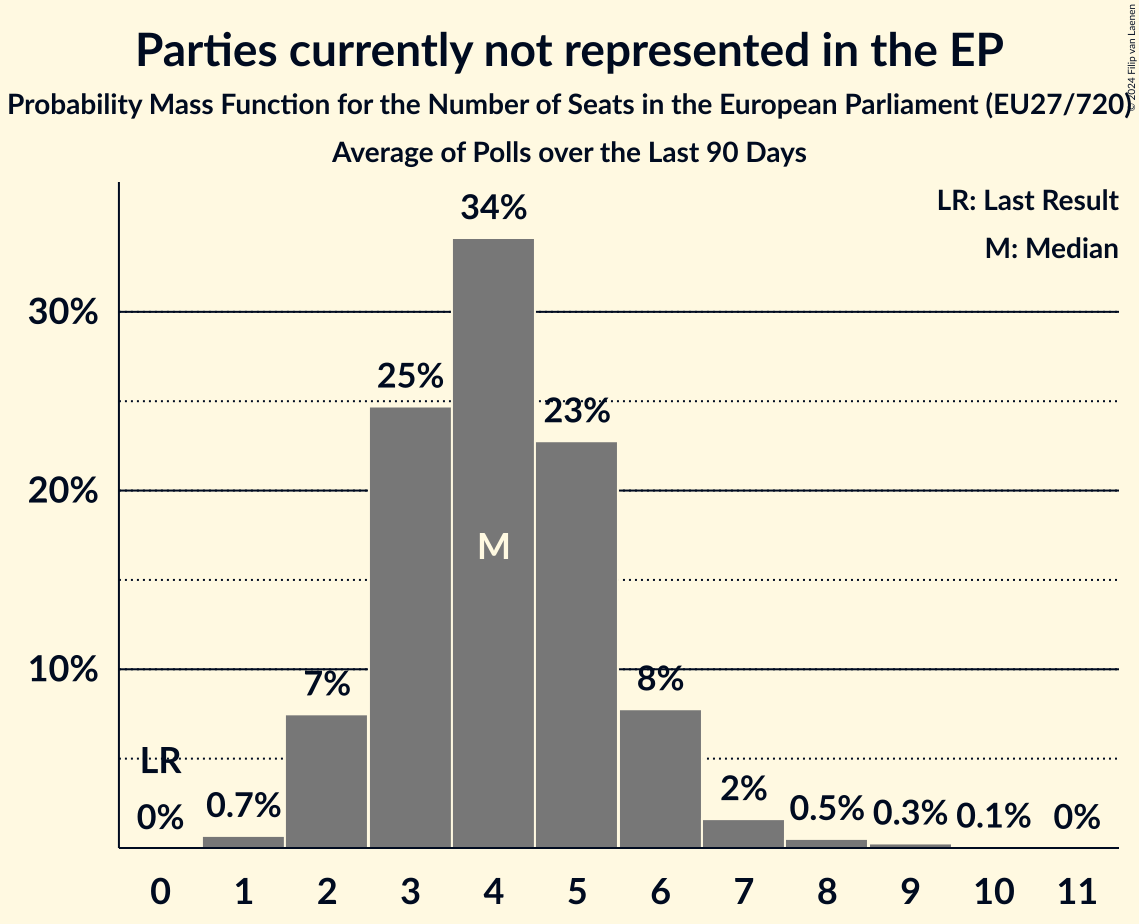 Parties currently not represented in the EP
Probability Mass Function for the Number of Seats in the European Parliament (EU27/720)
Average of Polls over the Last 90 Days
© 2024 Filip van Laenen
LR: Last Result
M: Median
34%
30%
25%
23%
20%
M
10%
7%
8%
LR
0%
0.7%
2%
0.5%
0.3%
0.1%
0%
0 1 2 3 4 5 6 7 8 9 10 11